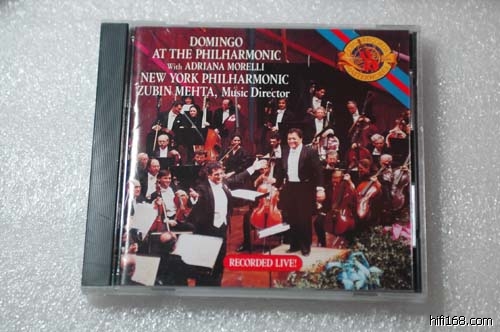 DOMINGO
AT THE PHILHARMONIC
With ADRIANA MORELLI
NEW YORK PHILHARMONIC
ZUBIN MEHTA, Music Director
RECORDED LIVE!
hifi168.com